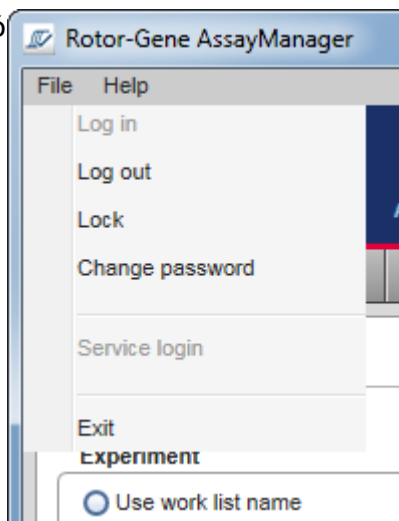 Rotor-Gene AssayManager
File Help
Log in
Log out
Lock
Change password
Service login
Exit
Experiment
Use work list name